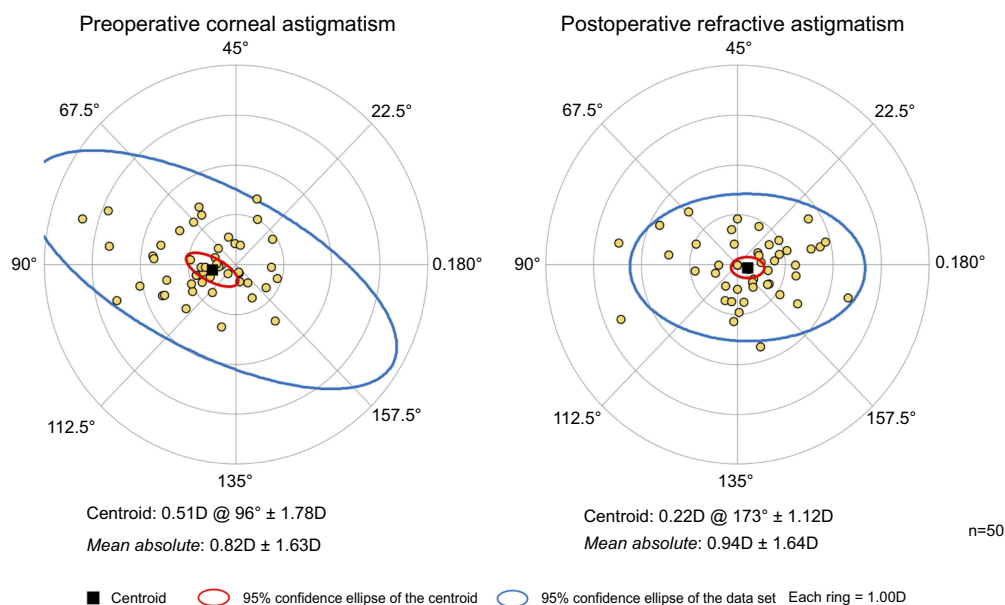 Preoperative corneal astigmatism
45°
67.5°
22.5°
90°
0.180°
112.5°
157.5°
135°
Centroid: 0.51D @ 96° ± 1.78D
Mean absolute: 0.82D ± 1.63D
Postoperative refractive astigmatism
45°
67.5°
22.5°
90°
0.180°
112.5°
157.5°
135°
Centroid: 0.22D @ 173° ± 1.12D
Mean absolute: 0.94D ± 1.64D
n=50
Centroid 95% confidence ellipse of the centroid 95% confidence ellipse of the data set Each ring = 1.00D